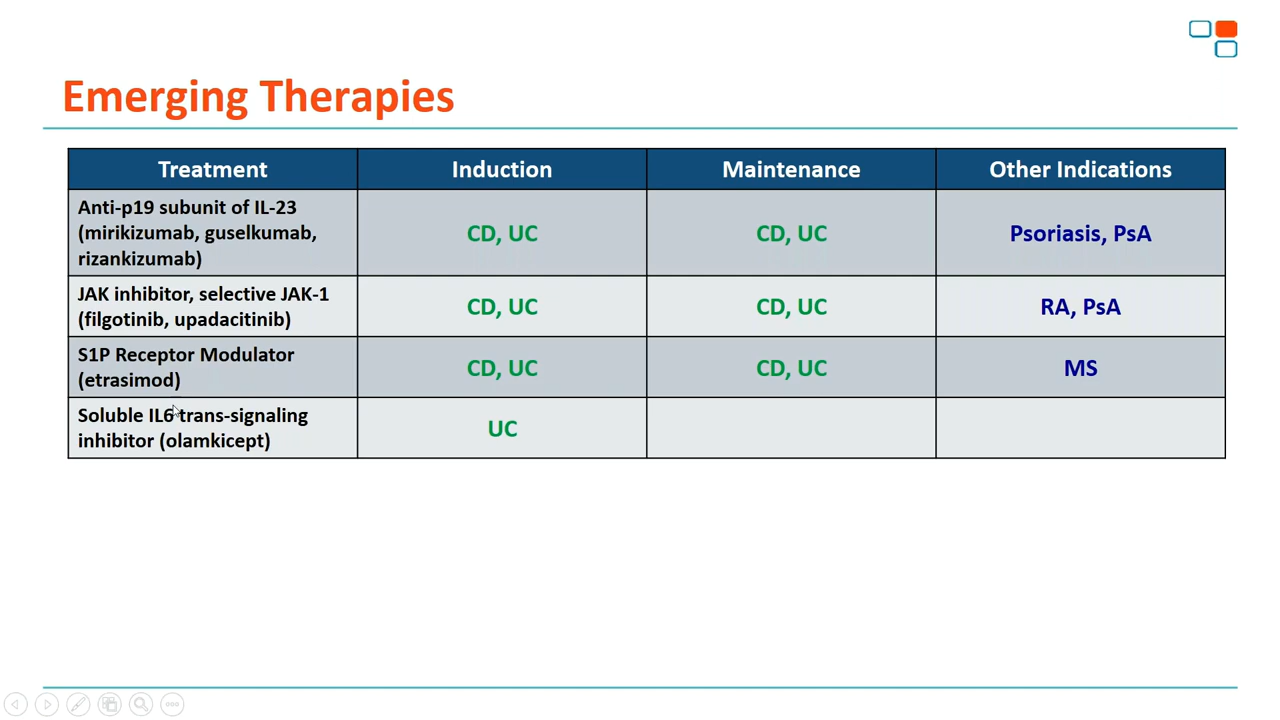 Emerging Therapies
Treatment
Induction
Maintenance
Other Indications
Anti-p19 subunit of IL-23
(mirikizumab, guselkumab,
rizankizumab)
CD, UC
CD, UC
Psoriasis, PsA
JAK inhibitor, selective JAK-1
(filgotinib, upadacitinib)
CD, UC
CD, UC
RA, PsA
S1P Receptor Modulator
(etrasimod)
CD, UC
CD, UC
MS
Soluble IL6 trans-signaling
inhibitor (olamkicept)
UC